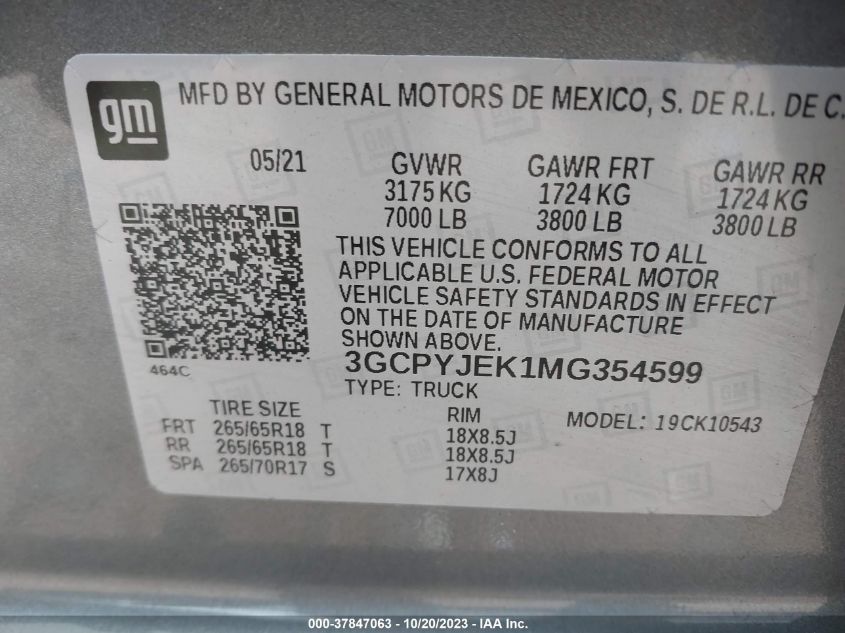 gm
MFD BY GENERAL MOTORS DE MEXICO, S. DE R.L. DE C.
05/21 GVWR GAWR FRT GAWR RR
3175 KG 1724 KG 1724 KG
7000 LB 3800 LB 3800 LB
THIS VEHICLE CONFORMS TO ALL
APPLICABLE U.S. FEDERAL MOTOR
VEHICLE SAFETY STANDARDS IN EFFECT
ON THE DATE OF MANUFACTURE
SHOWN ABOVE.
464C
3GCPYJEK1MG354599
TYPE: TRUCK
TIRE SIZE RIM MODEL: 19CK10543
FRT 265/65R18 T 18X8.5J
RR 265/65R18 T 18X8.5J
SPA 265/70R17 S 17X8J
000-37847063 - 10/20/2023 - IAA Inc.